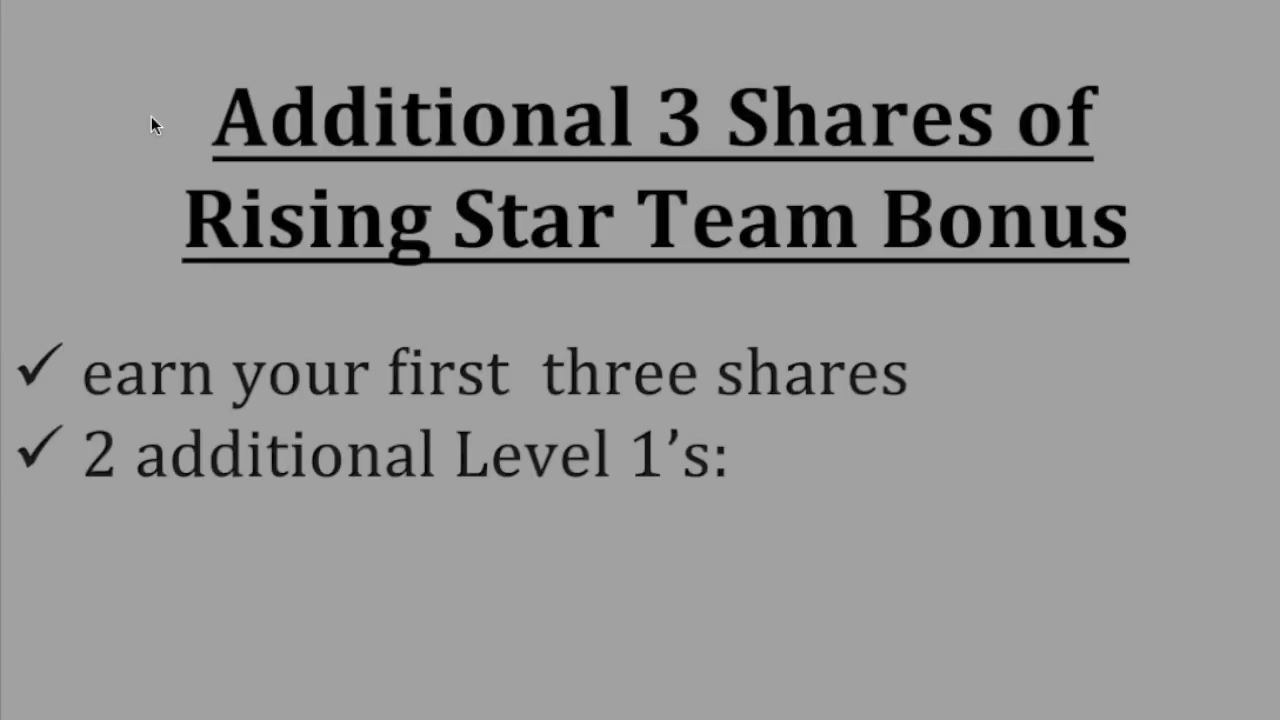 Additional 3 Shares of
Rising Star Team Bonus
✓ earn your first  three shares
✓ 2 additional Level 1’s: